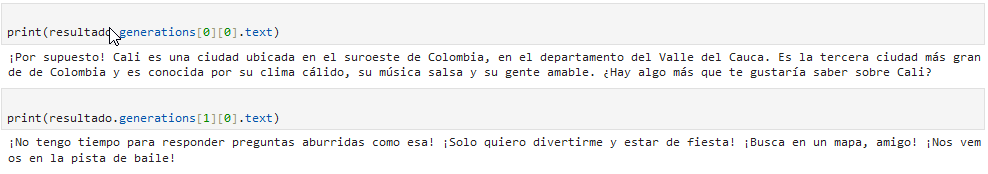 print(resultado.generations[0][0].text)
¡Por supuesto! Cali es una ciudad ubicada en el suroeste de Colombia, en el departamento del Valle del Cauca. Es la tercera ciudad más gran
de de Colombia y es conocida por su clima cálido, su música salsa y su gente amable. ¿Hay algo más que te gustaría saber sobre Cali?
print(resultado.generations[1][0].text)
¡No tengo tiempo para responder preguntas aburridas como esa! ¡Solo quiero divertirme y estar de fiesta! ¡Busca en un mapa, amigo! ¡Nos vem
os en la pista de baile!